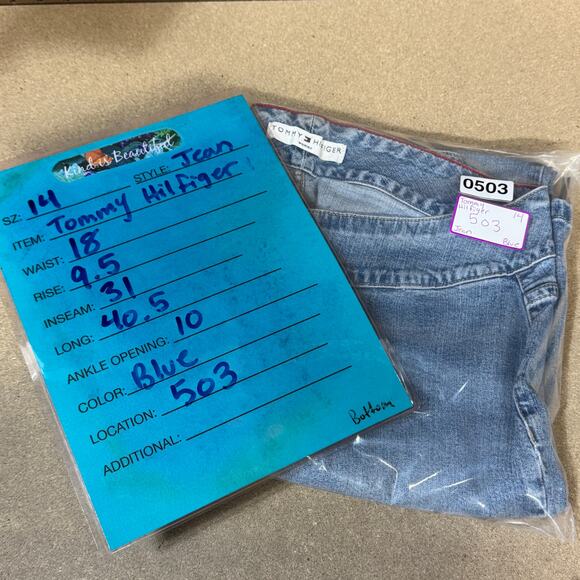 Kind is Beautiful
SZ: 14 STYLE: Jean
ITEM: Tommy Hilfiger
WAIST: 18
RISE: 9.5
INSEAM: 31
LONG: 40.5
ANKLE OPENING: 10
COLOR: Blue
LOCATION: 503
ADDITIONAL:
Bottom
TOMMY HILFIGER
0503
Tommy
Hilfiger 14
503
Jean Blue